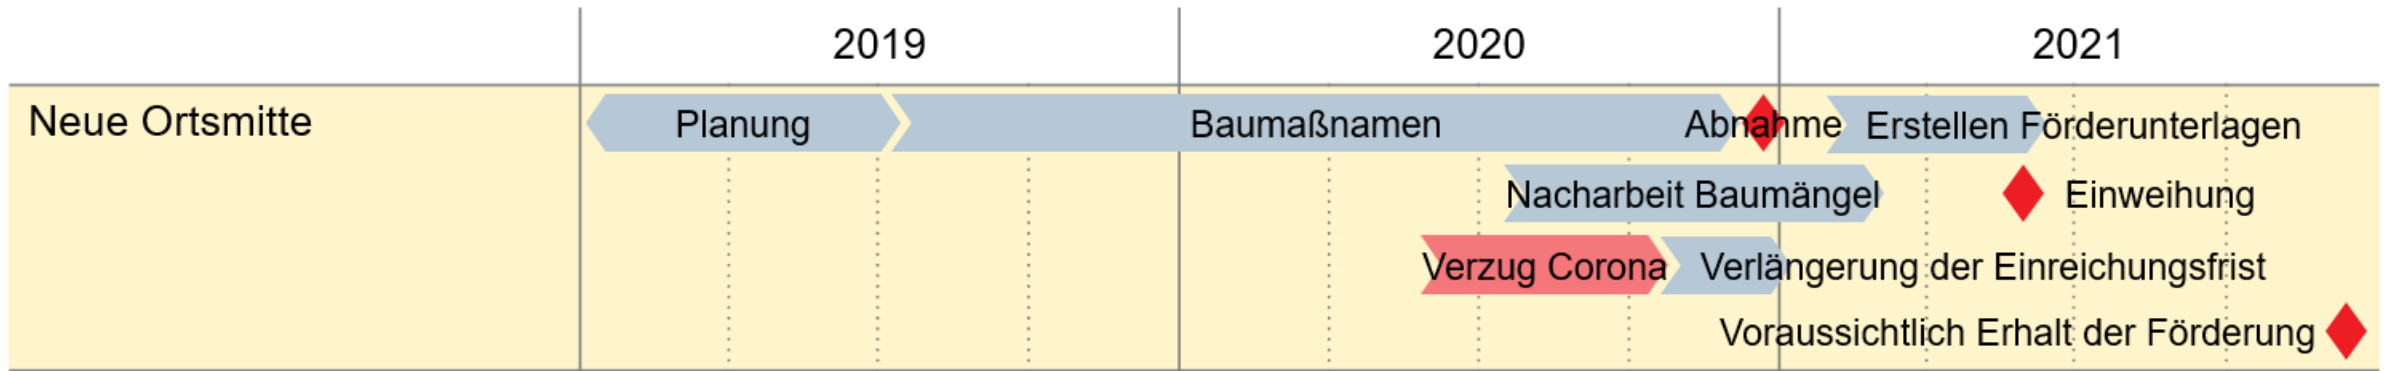 2019 2020 2021
Neue Ortsmitte Planung Baumaßnamen Abnahme Erstellen Förderunterlagen
Nacharbeit Baumängel Einweihung
Verzug Corona Verlängerung der Einreichungsfrist
Voraussichtlich Erhalt der Förderung